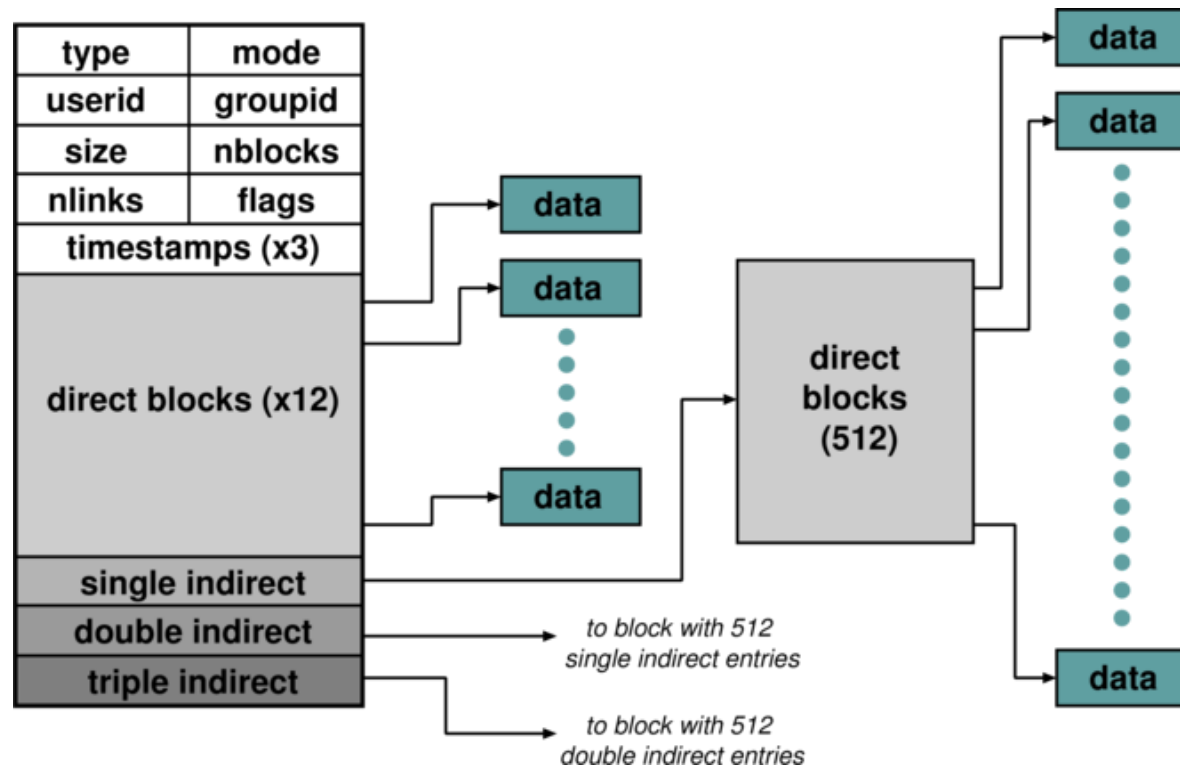 type mode
userid groupid
size nblocks
nlinks flags
timestamps (x3)
direct blocks (x12)
single indirect
double indirect
triple indirect
data
data
data
to block with 512
single indirect entries
to block with 512
double indirect entries
direct
blocks
(512)
data
data
data